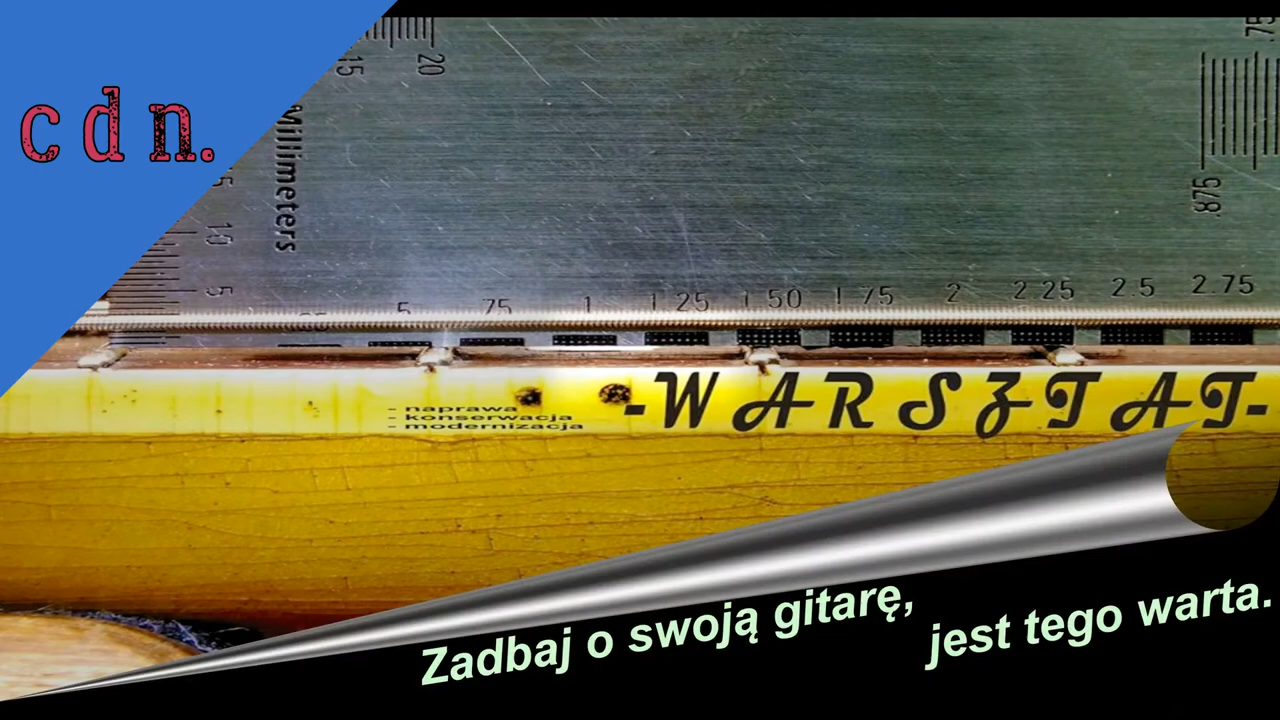 c d n.
15 20
.75
Millimeters
.875
10
5
5 75 1 1 25 1 50 1 75 2 2 25 2.5 2.75
- naprawa
- konserwacja
- modernizacja
-WARSZTAT-
Zadbaj o swoją gitarę,
jest tego warta.